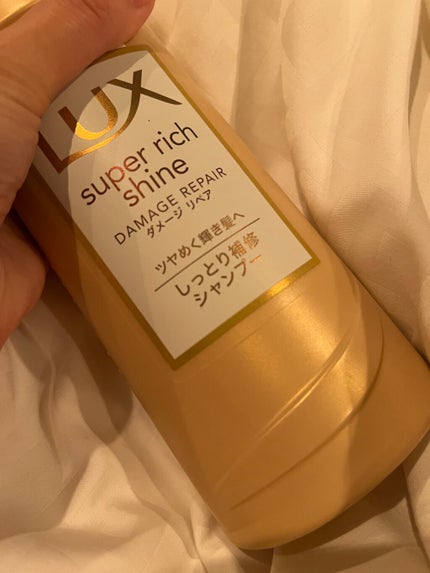 LUX
super rich
shine
DAMAGE REPAIR
ダメージ リペア
ツヤめく輝き髪へ
しっとり補修
シャンプー